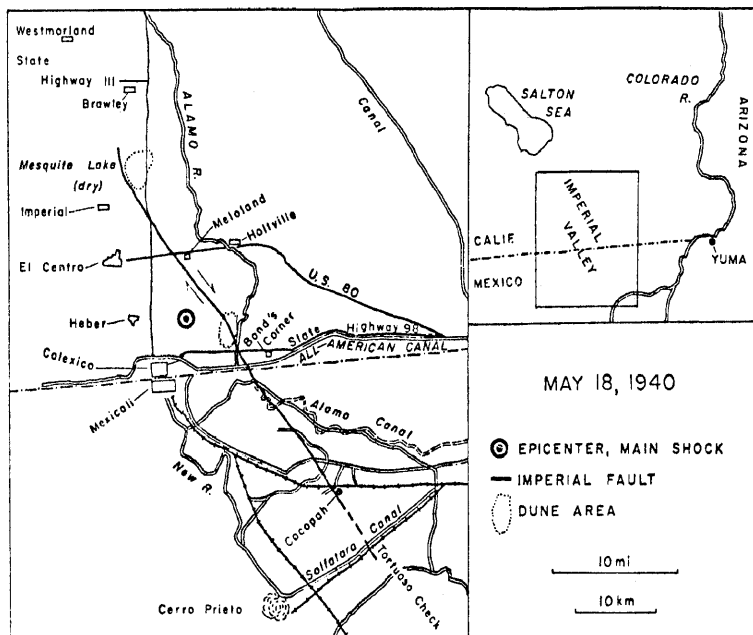 Westmorland
State
Highway III
Brawley
ALAMO R.
Canal
Mesquite Lake
(dry)
Imperial
Meloland
Holtville
El Centro
U.S. 80
Heber
Bond's
Corner
State
Highway 98
ALL-AMERICAN CANAL
Calexico
Mexicali
Alamo
Canal
New R.
Cocopah
Solfatara Canal
Tortuoso Check
Cerro Prieto
SALTON
SEA
COLORADO
R.
ARIZONA
IMPERIAL
VALLEY
CALIF.
MEXICO
YUMA
MAY 18, 1940
EPICENTER, MAIN SHOCK
IMPERIAL FAULT
DUNE AREA
10 mi
10 km